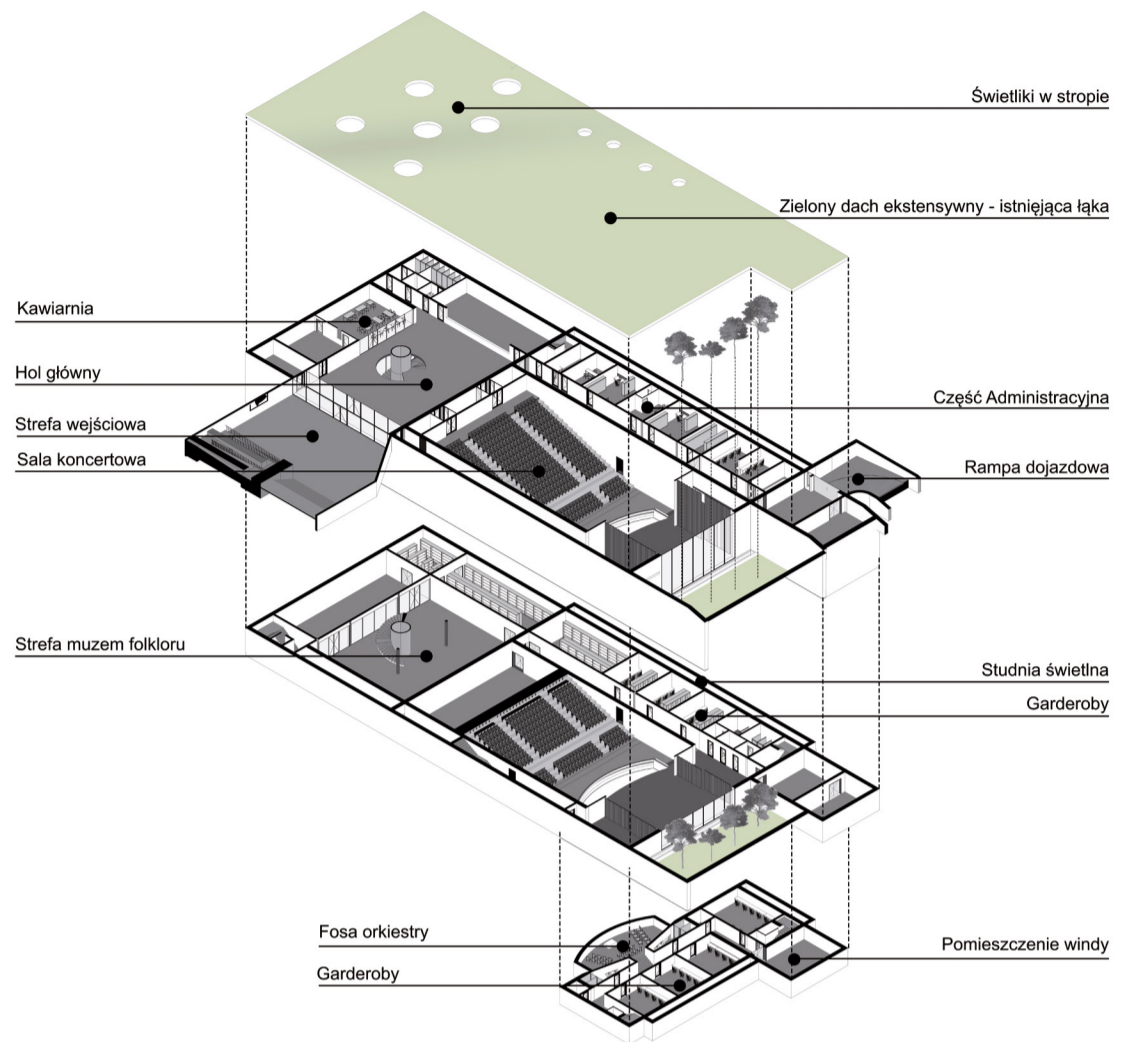 Świetliki w stropie
Zielony dach ekstensywny - istnięjąca łąka
Kawiarnia
Hol główny
Strefa wejściowa
Sala koncertowa
Część Administracyjna
Rampa dojazdowa
Strefa muzem folkloru
Studnia świetlna
Garderoby
Fosa orkiestry
Garderoby
Pomieszczenie windy